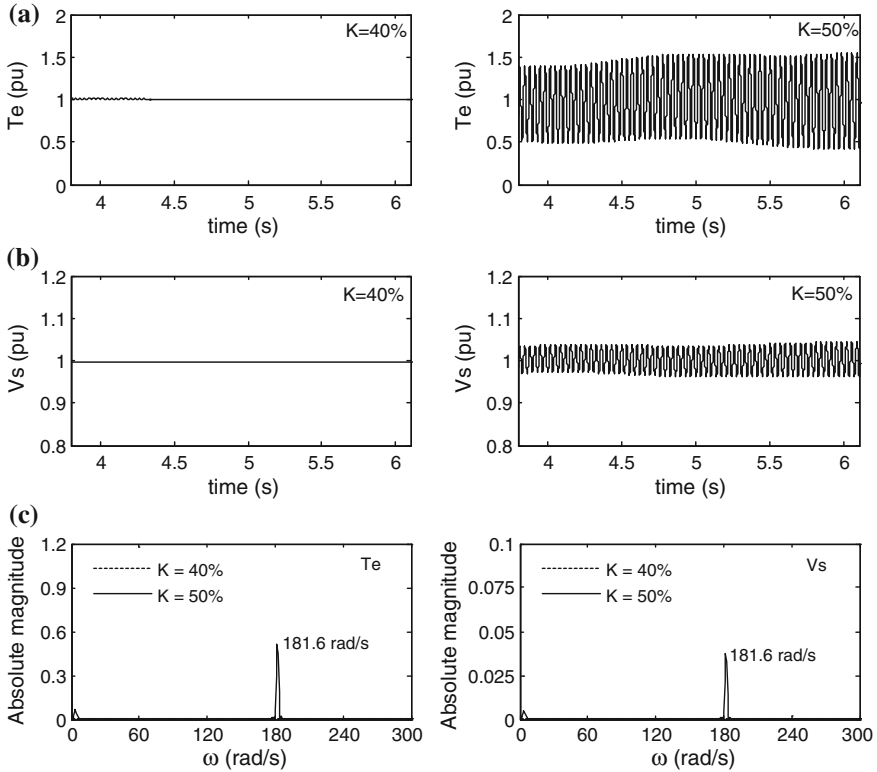 (a)
2
1.5
1
0.5
0
Te (pu)
K=40%
4
4.5
5
5.5
6
time (s)
2
1.5
1
0.5
0
Te (pu)
K=50%
4
4.5
5
5.5
6
time (s)
(b)
1.2
1.1
1
0.9
0.8
Vs (pu)
K=40%
4
4.5
5
5.5
6
time (s)
1.2
1.1
1
0.9
0.8
Vs (pu)
K=50%
4
4.5
5
5.5
6
time (s)
(c)
1.2
0.9
0.6
0.3
0
Absolute magnitude
K = 40%
K = 50%
Te
181.6 rad/s
0
60
120
180
240
300
ω (rad/s)
0.1
0.075
0.05
0.025
0
Absolute magnitude
K = 40%
K = 50%
Vs
181.6 rad/s
0
60
120
180
240
300
ω (rad/s)